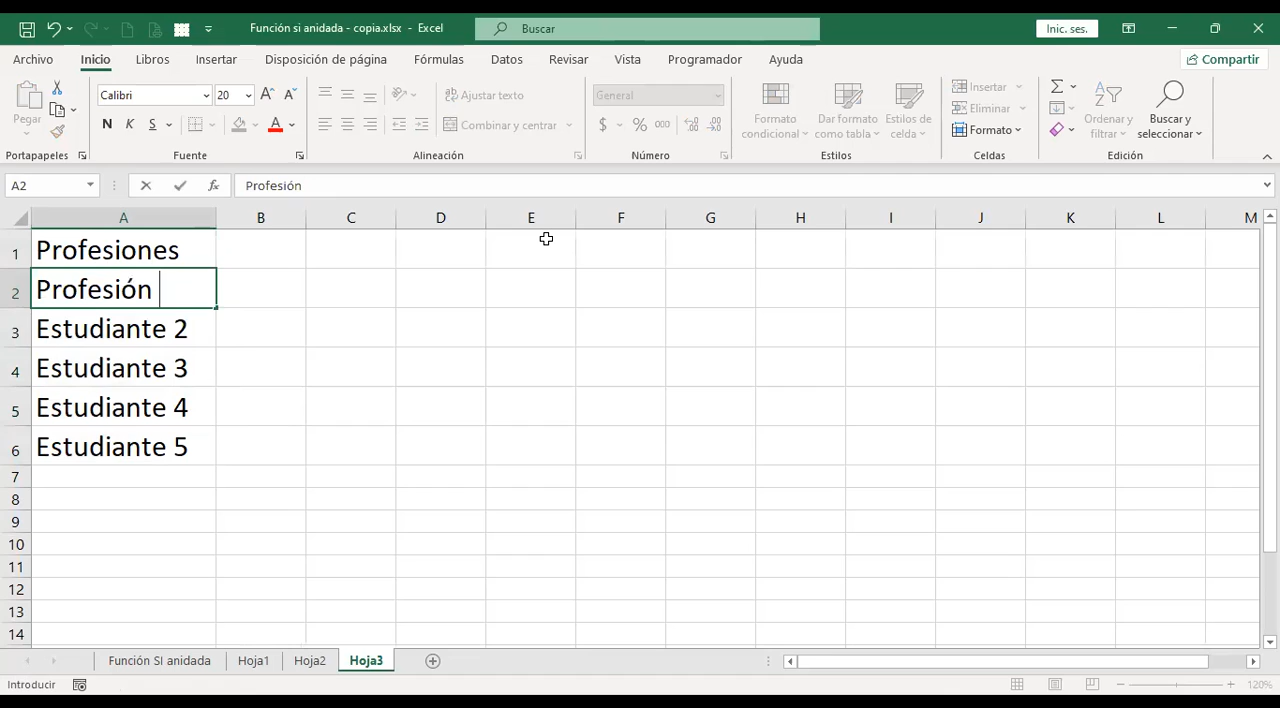 Función si anidada - copia.xlsx - Excel
Buscar
Inic. ses.
Archivo Inicio Libros Insertar Disposición de página Fórmulas Datos Revisar Vista Programador Ayuda
Compartir
Pegar
Calibri 20
N K S
Ajustar texto
Combinar y centrar
General
$ % 000
Formato condicional
Dar formato como tabla
Estilos de celda
Insertar
Eliminar
Formato
Ordenar y filtrar
Buscar y seleccionar
Portapapeles Fuente Alineación Número Estilos Celdas Edición
A2 fx Profesión
A B C D E F G H I J K L M
1 Profesiones
2 Profesión
3 Estudiante 2
4 Estudiante 3
5 Estudiante 4
6 Estudiante 5
7
8
9
10
11
12
13
14
Función SI anidada Hoja1 Hoja2 Hoja3
Introducir
120%